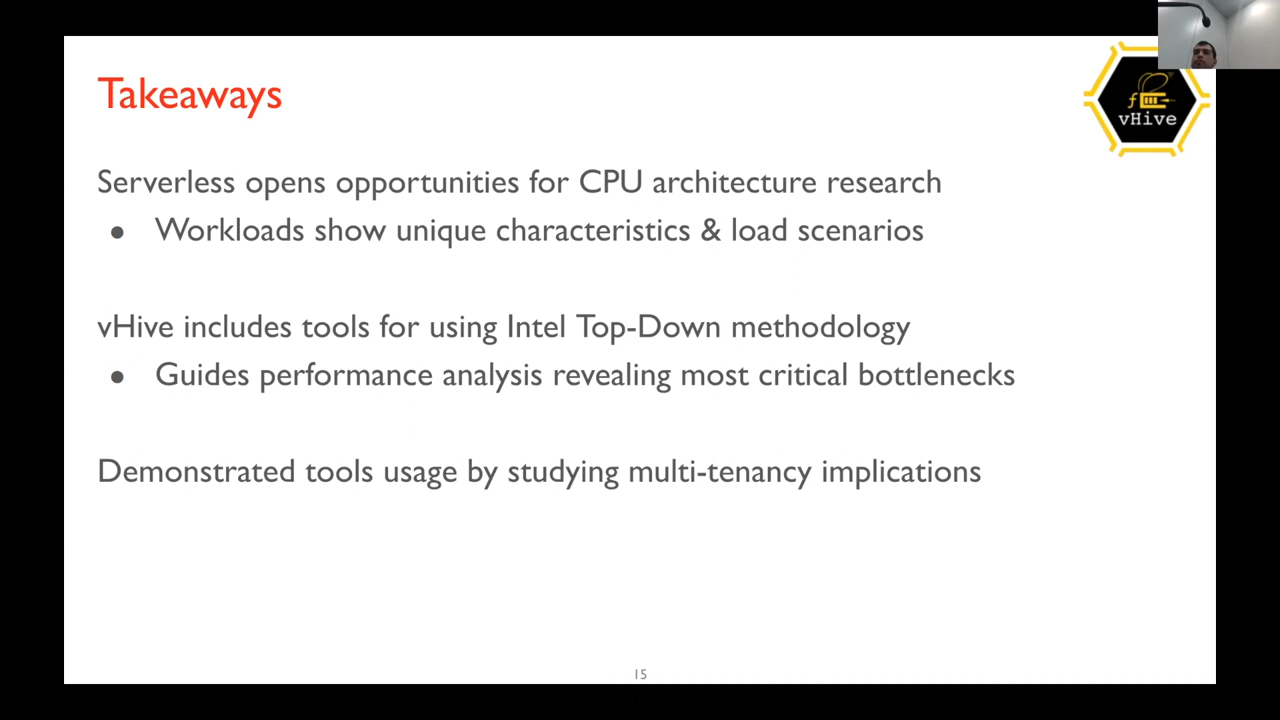 Takeaways
vHive
Serverless opens opportunities for CPU architecture research
● Workloads show unique characteristics & load scenarios
vHive includes tools for using Intel Top-Down methodology
● Guides performance analysis revealing most critical bottlenecks
Demonstrated tools usage by studying multi-tenancy implications
15